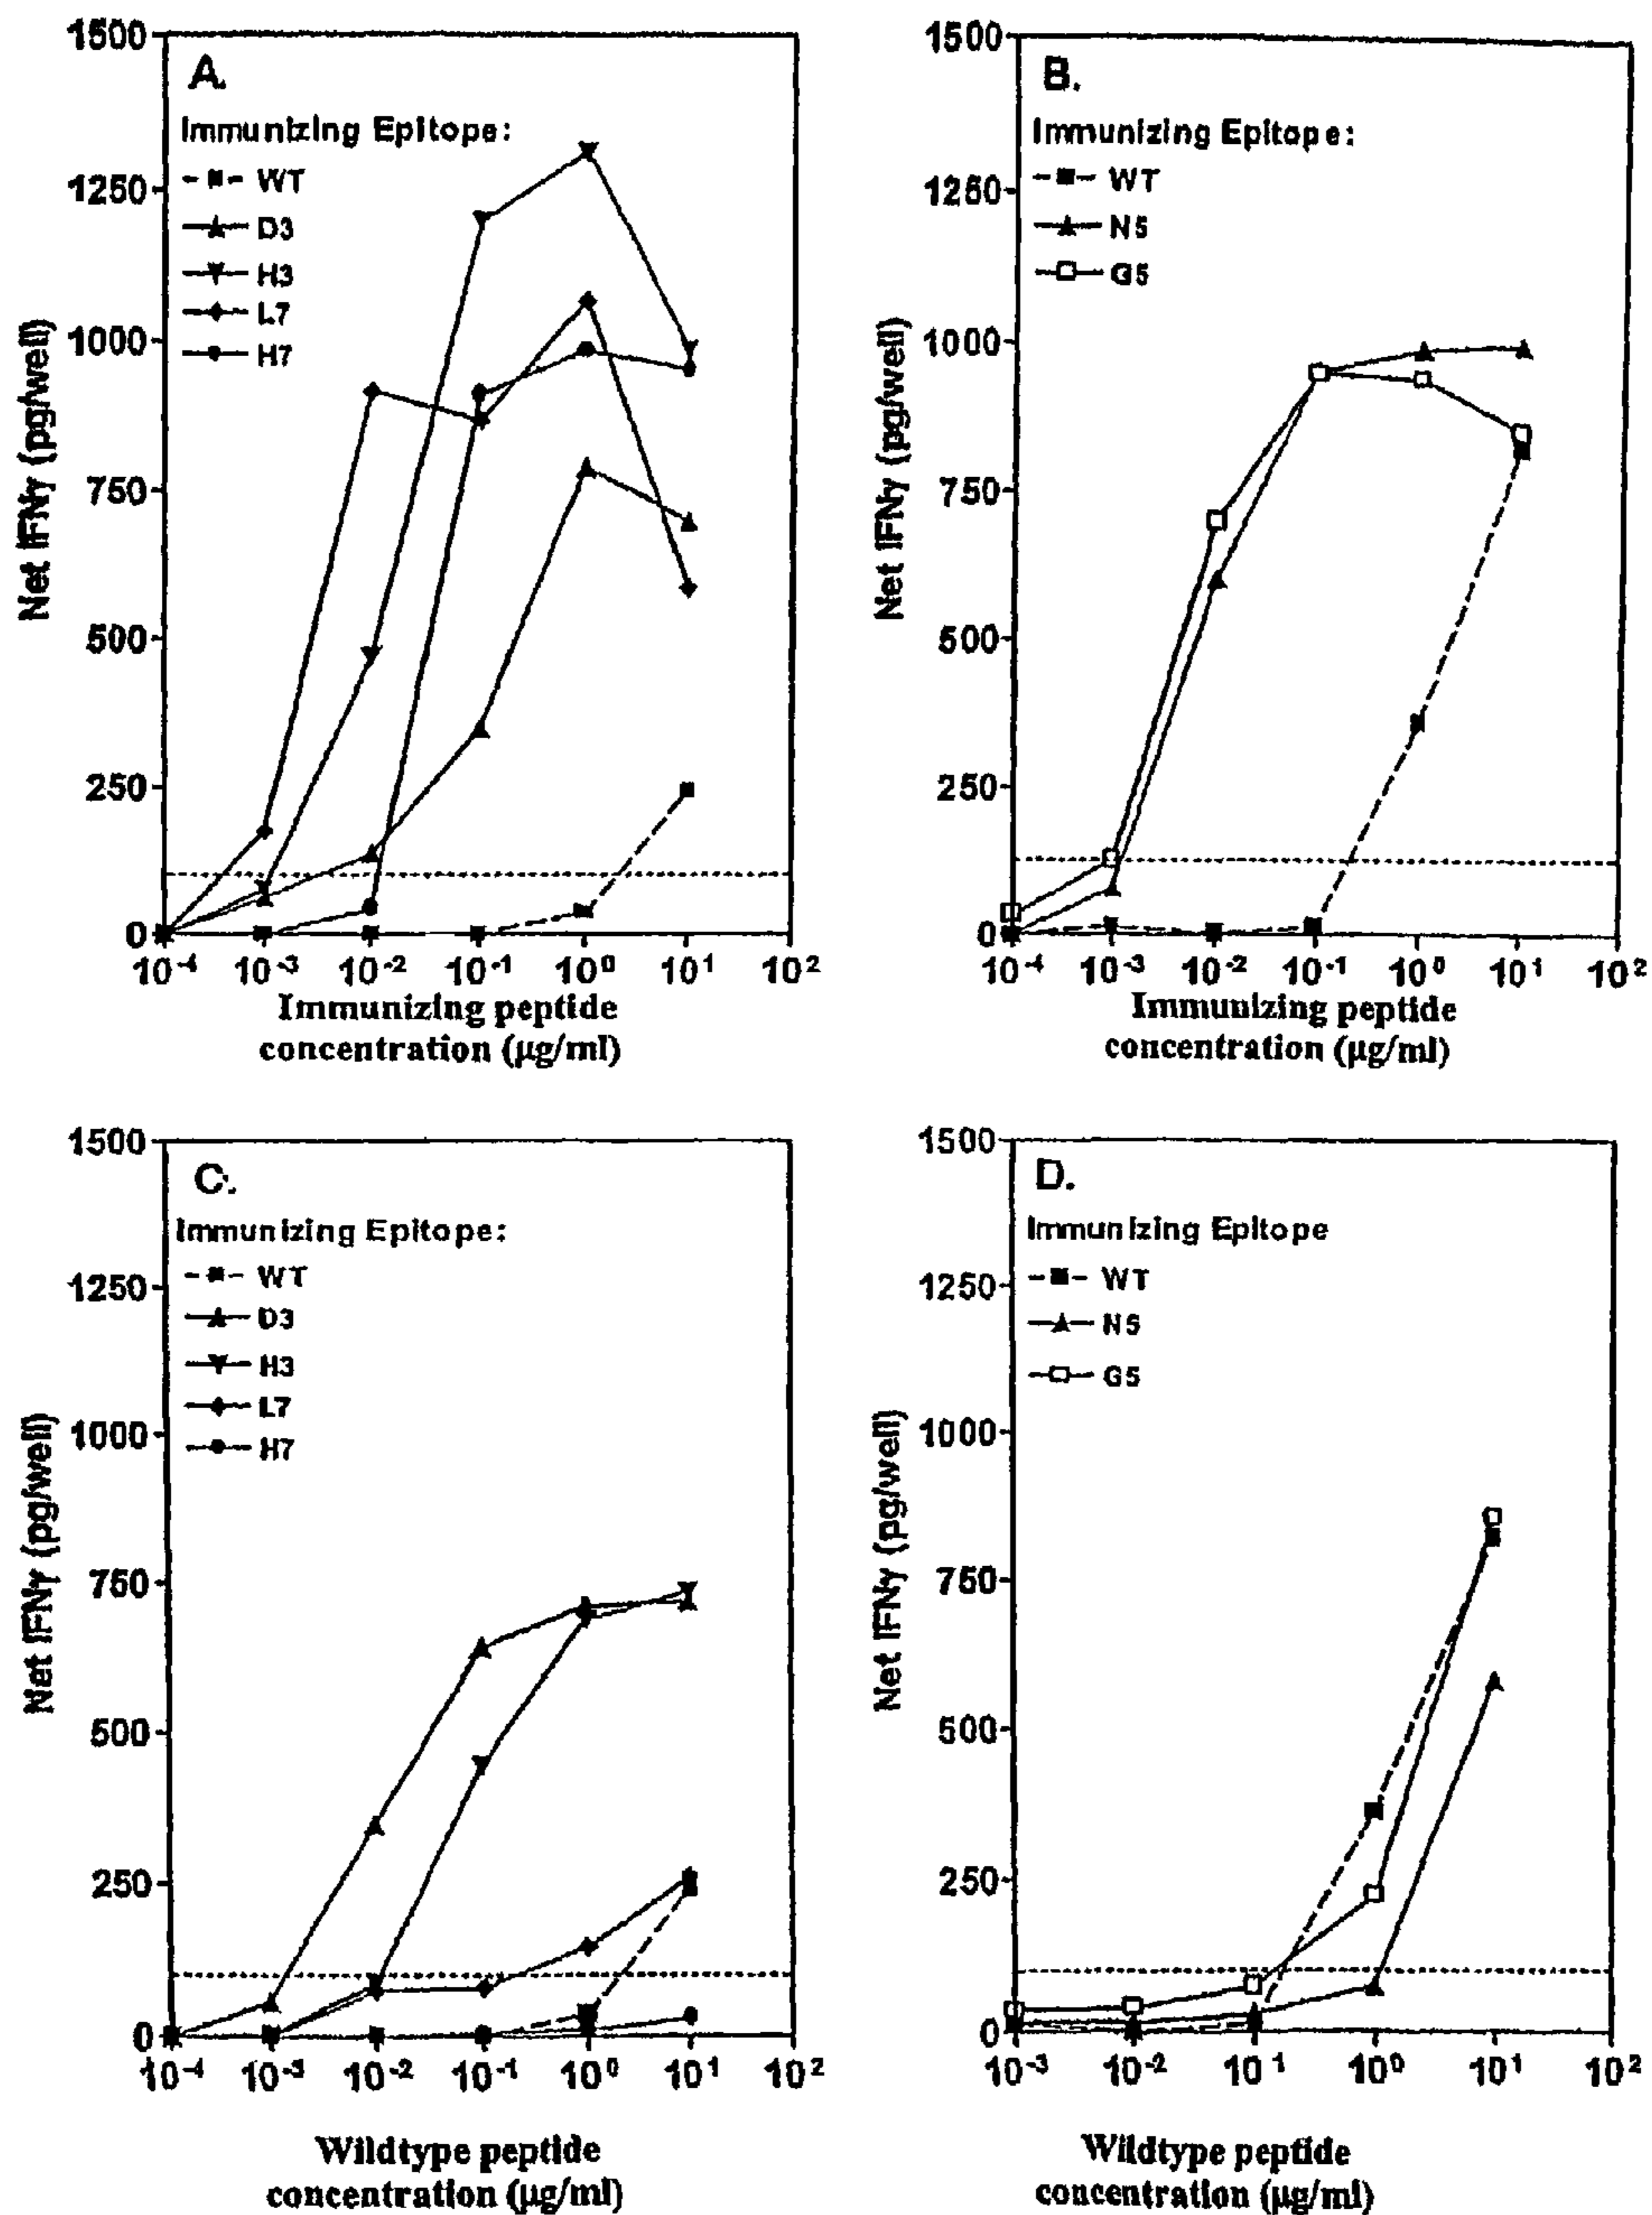 A.
Immunizing Epitope:
WT
D3
H3
L7
H7
1500
1250
1000
750
500
250
0
Net IFNγ (pg/well)
10⁻⁴ 10⁻³ 10⁻² 10⁻¹ 10⁰ 10¹ 10²
Immunizing peptide
concentration (μg/ml)
B.
Immunizing Epitope:
WT
N5
G5
1500
1250
1000
750
500
250
0
Net IFNγ (pg/well)
10⁻⁴ 10⁻³ 10⁻² 10⁻¹ 10⁰ 10¹ 10²
Immunizing peptide
concentration (μg/ml)
C.
Immunizing Epitope:
WT
D3
H3
L7
H7
1500
1250
1000
750
500
250
0
Net IFNγ (pg/well)
10⁻⁴ 10⁻³ 10⁻² 10⁻¹ 10⁰ 10¹ 10²
Wildtype peptide
concentration (μg/ml)
D.
Immunizing Epitope
WT
N5
G5
1500
1250
1000
750
500
250
0
Net IFNγ (pg/well)
10⁻³ 10⁻² 10⁻¹ 10⁰ 10¹ 10²
Wildtype peptide
concentration (μg/ml)